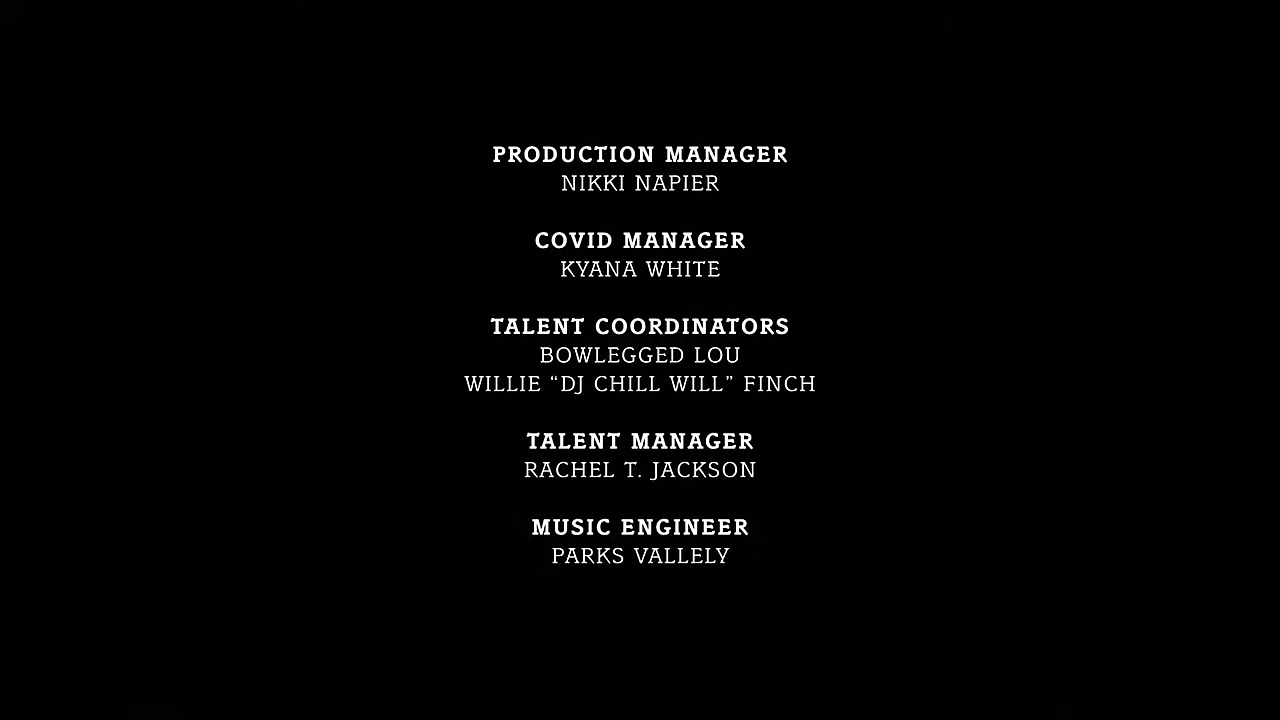 PRODUCTION MANAGER
NIKKI NAPIER
COVID MANAGER
KYANA WHITE
TALENT COORDINATORS
BOWLEGGED LOU
WILLIE “DJ CHILL WILL” FINCH
TALENT MANAGER
RACHEL T. JACKSON
MUSIC ENGINEER
PARKS VALLELY